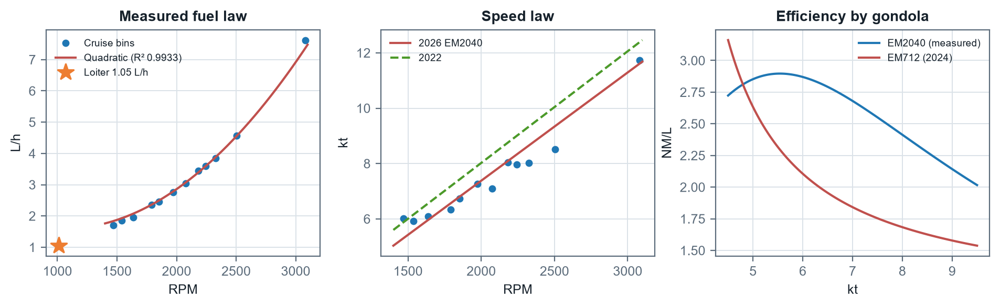 Measured fuel law
Cruise bins
Quadratic (R² 0.9933)
Loiter 1.05 L/h
L/h
7
6
5
4
3
2
1
1000 1500 2000 2500 3000
RPM
Speed law
2026 EM2040
2022
kt
12
10
8
6
1500 2000 2500 3000
RPM
Efficiency by gondola
EM2040 (measured)
EM712 (2024)
NM/L
3.00
2.75
2.50
2.25
2.00
1.75
1.50
5 6 7 8 9
kt